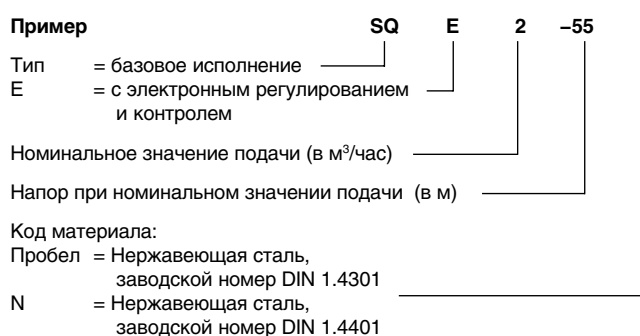 Пример SQ E 2 –55
Тип = базовое исполнение
E = с электронным регулированием
и контролем
Номинальное значение подачи (в м³/час)
Напор при номинальном значении подачи (в м)
Код материала:
Пробел = Нержавеющая сталь,
заводской номер DIN 1.4301
N = Нержавеющая сталь,
заводской номер DIN 1.4401